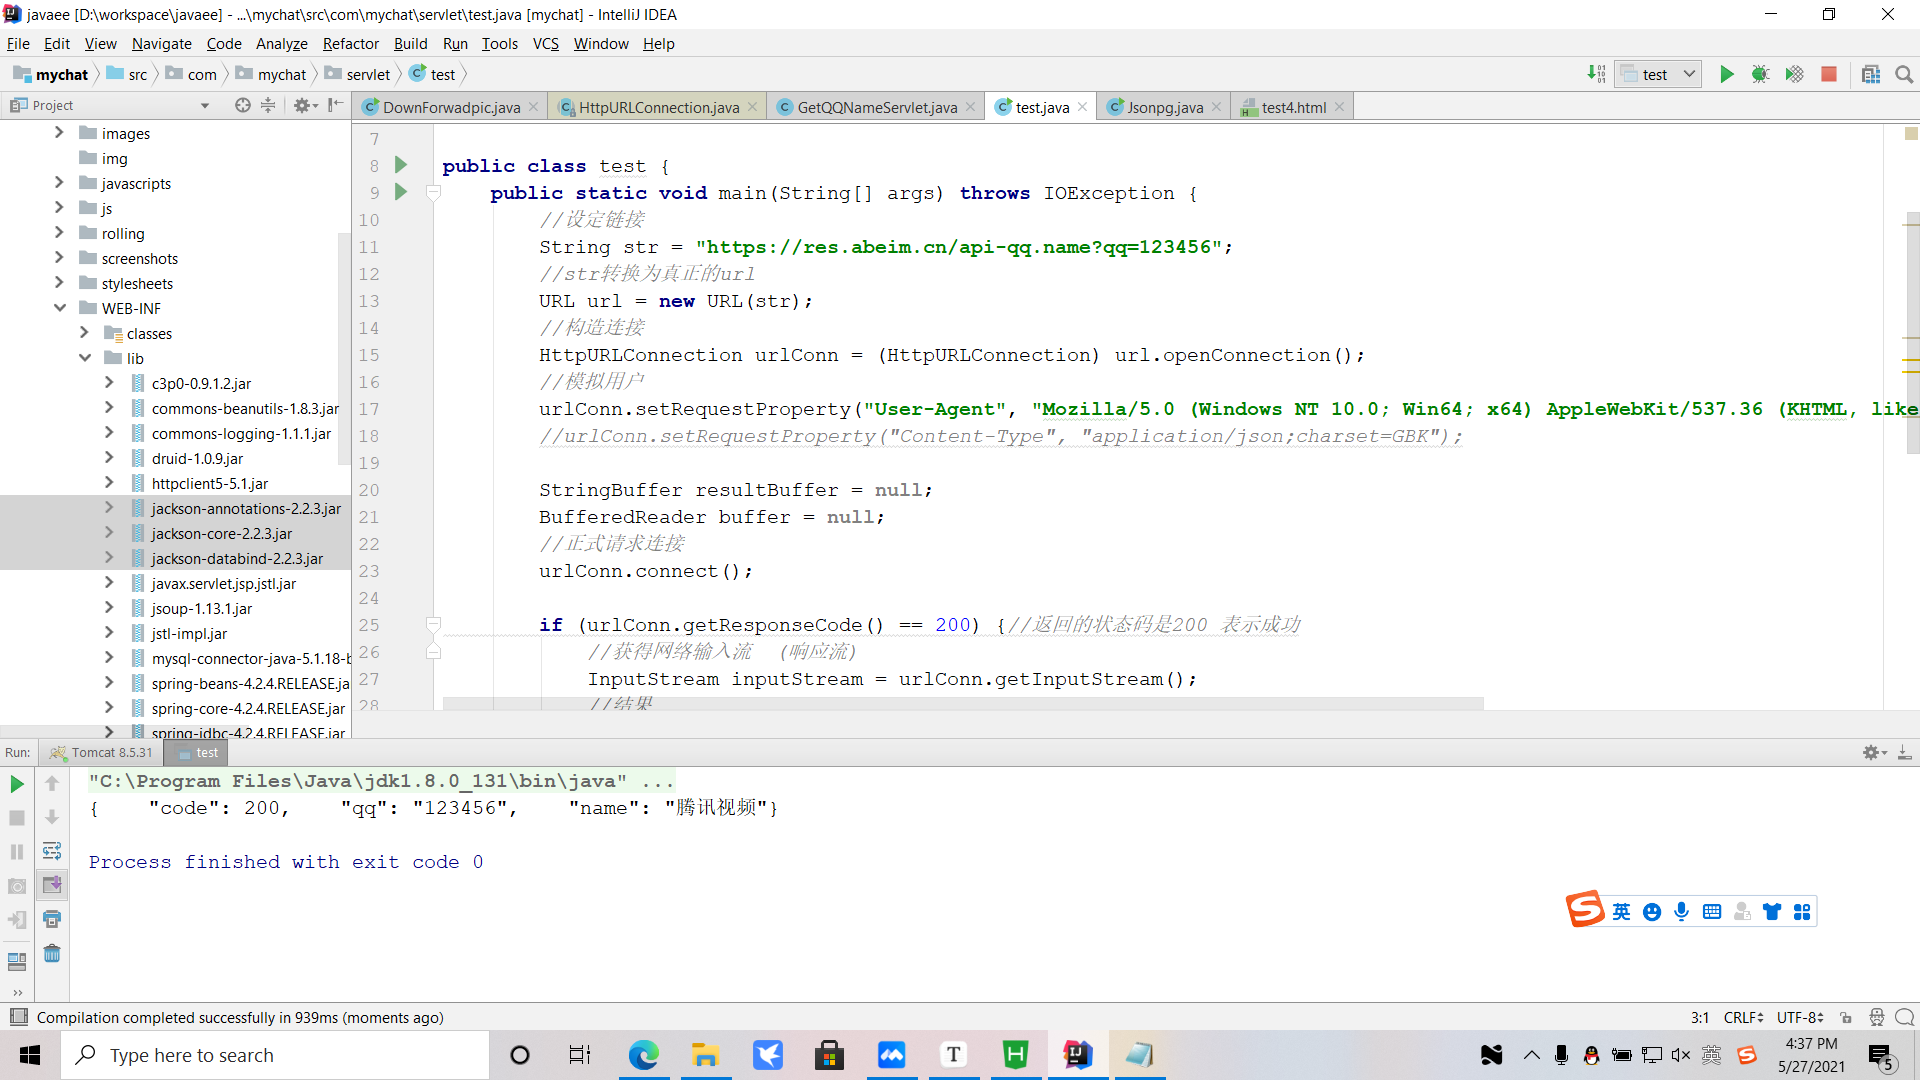 javaee [D:\workspace\javaee] - ...\mychat\src\com\mychat\servlet\test.java [mychat] - IntelliJ IDEA
File Edit View Navigate Code Analyze Refactor Build Run Tools VCS Window Help
mychat src com mychat servlet test
test
Project
DownForwadpic.java HttpURLConnection.java GetQQNameServlet.java test.java Jsonpg.java test4.html
images
img
javascripts
js
rolling
screenshots
stylesheets
WEB-INF
classes
lib
c3p0-0.9.1.2.jar
commons-beanutils-1.8.3.jar
commons-logging-1.1.1.jar
druid-1.0.9.jar
httpclient5-5.1.jar
jackson-annotations-2.2.3.jar
jackson-core-2.2.3.jar
jackson-databind-2.2.3.jar
javax.servlet.jsp.jstl.jar
jsoup-1.13.1.jar
jstl-impl.jar
mysql-connector-java-5.1.18-b
spring-beans-4.2.4.RELEASE.ja
spring-core-4.2.4.RELEASE.jar
spring-jdbc-4.2.4.RELEASE.jar
7
8 public class test {
9 public static void main(String[] args) throws IOException {
10 //设定链接
11 String str = "https://res.abeim.cn/api-qq.name?qq=123456";
12 //str转换为真正的url
13 URL url = new URL(str);
14 //构造连接
15 HttpURLConnection urlConn = (HttpURLConnection) url.openConnection();
16 //模拟用户
17 urlConn.setRequestProperty("User-Agent", "Mozilla/5.0 (Windows NT 10.0; Win64; x64) AppleWebKit/537.36 (KHTML, like
18 //urlConn.setRequestProperty("Content-Type", "application/json;charset=GBK");
19
20 StringBuffer resultBuffer = null;
21 BufferedReader buffer = null;
22 //正式请求连接
23 urlConn.connect();
24
25 if (urlConn.getResponseCode() == 200) {//返回的状态码是200 表示成功
26 //获得网络输入流 (响应流)
27 InputStream inputStream = urlConn.getInputStream();
28 //结果
Run: Tomcat 8.5.31 test
"C:\Program Files\Java\jdk1.8.0_131\bin\java" ...
{ "code": 200, "qq": "123456", "name": "腾讯视频"}
Process finished with exit code 0
英
Compilation completed successfully in 939ms (moments ago)
3:1 CRLF UTF-8
Type here to search
英
4:37 PM
5/27/2021
5